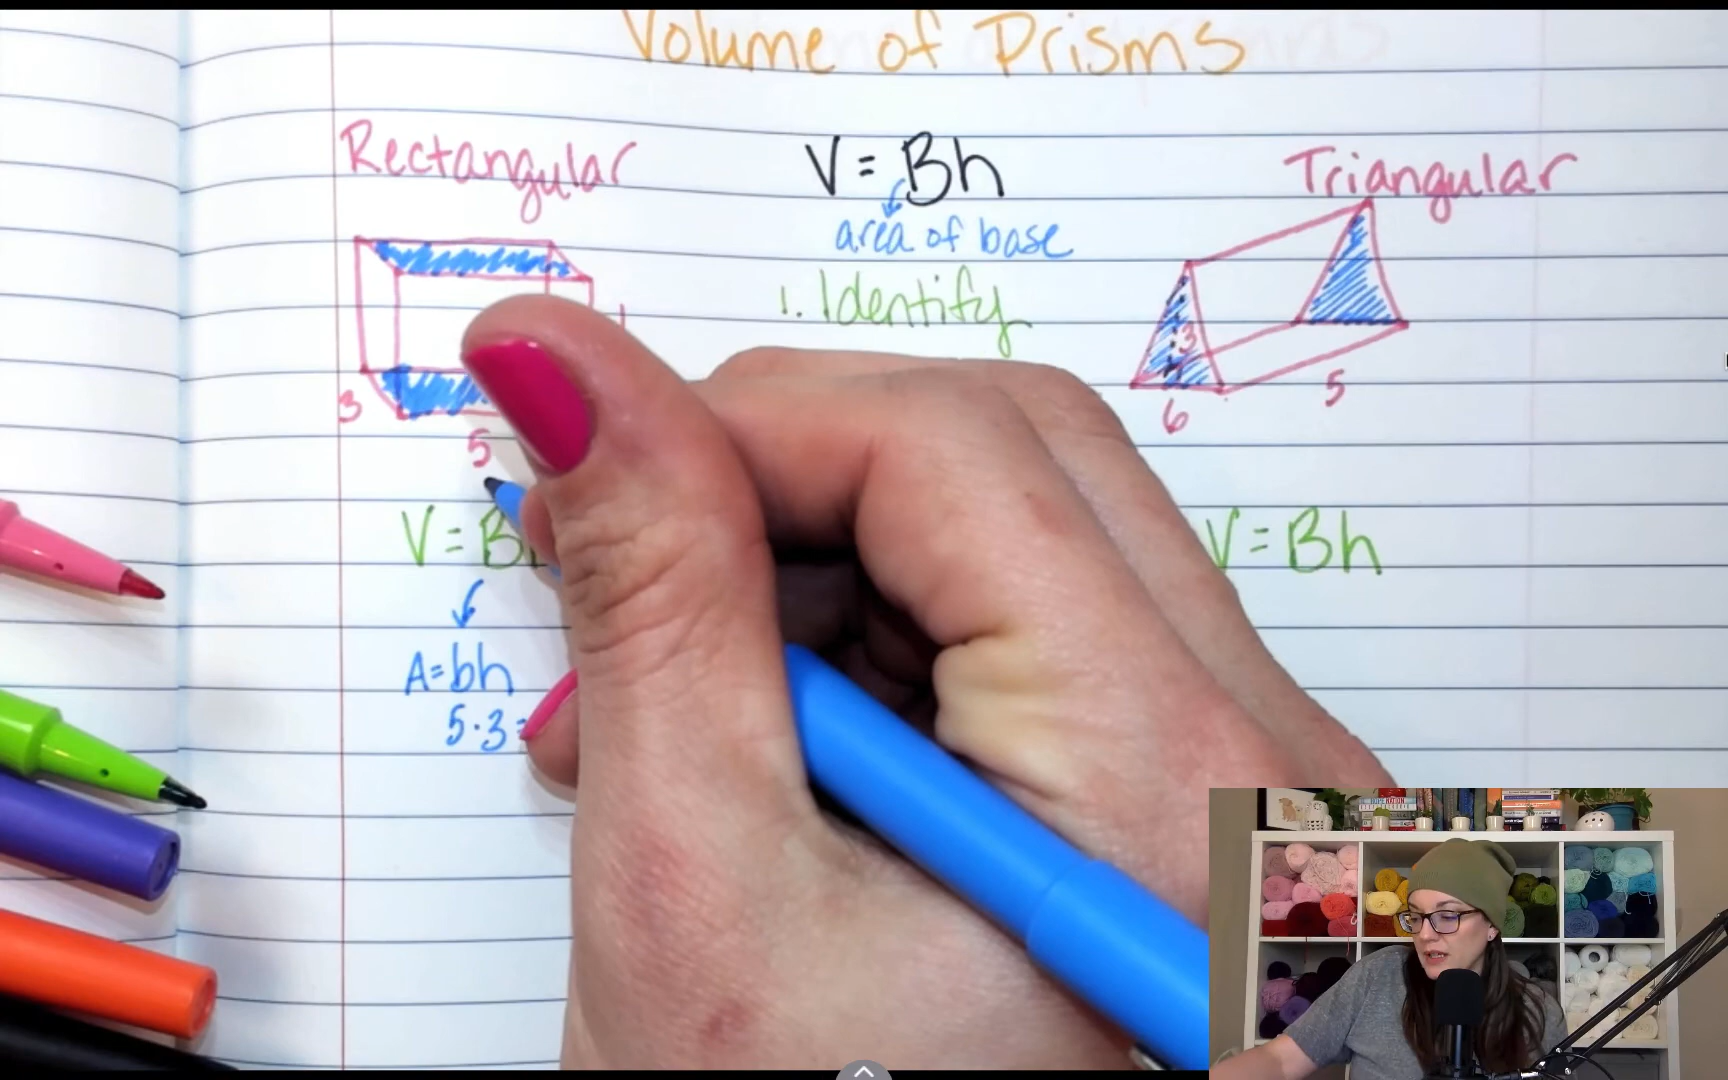 Volume of Prisms
Rectangular
V = Bh
Triangular
area of base
1. Identify
3
5
3
6
5
V = B
V = Bh
A = bh
5 · 3 =